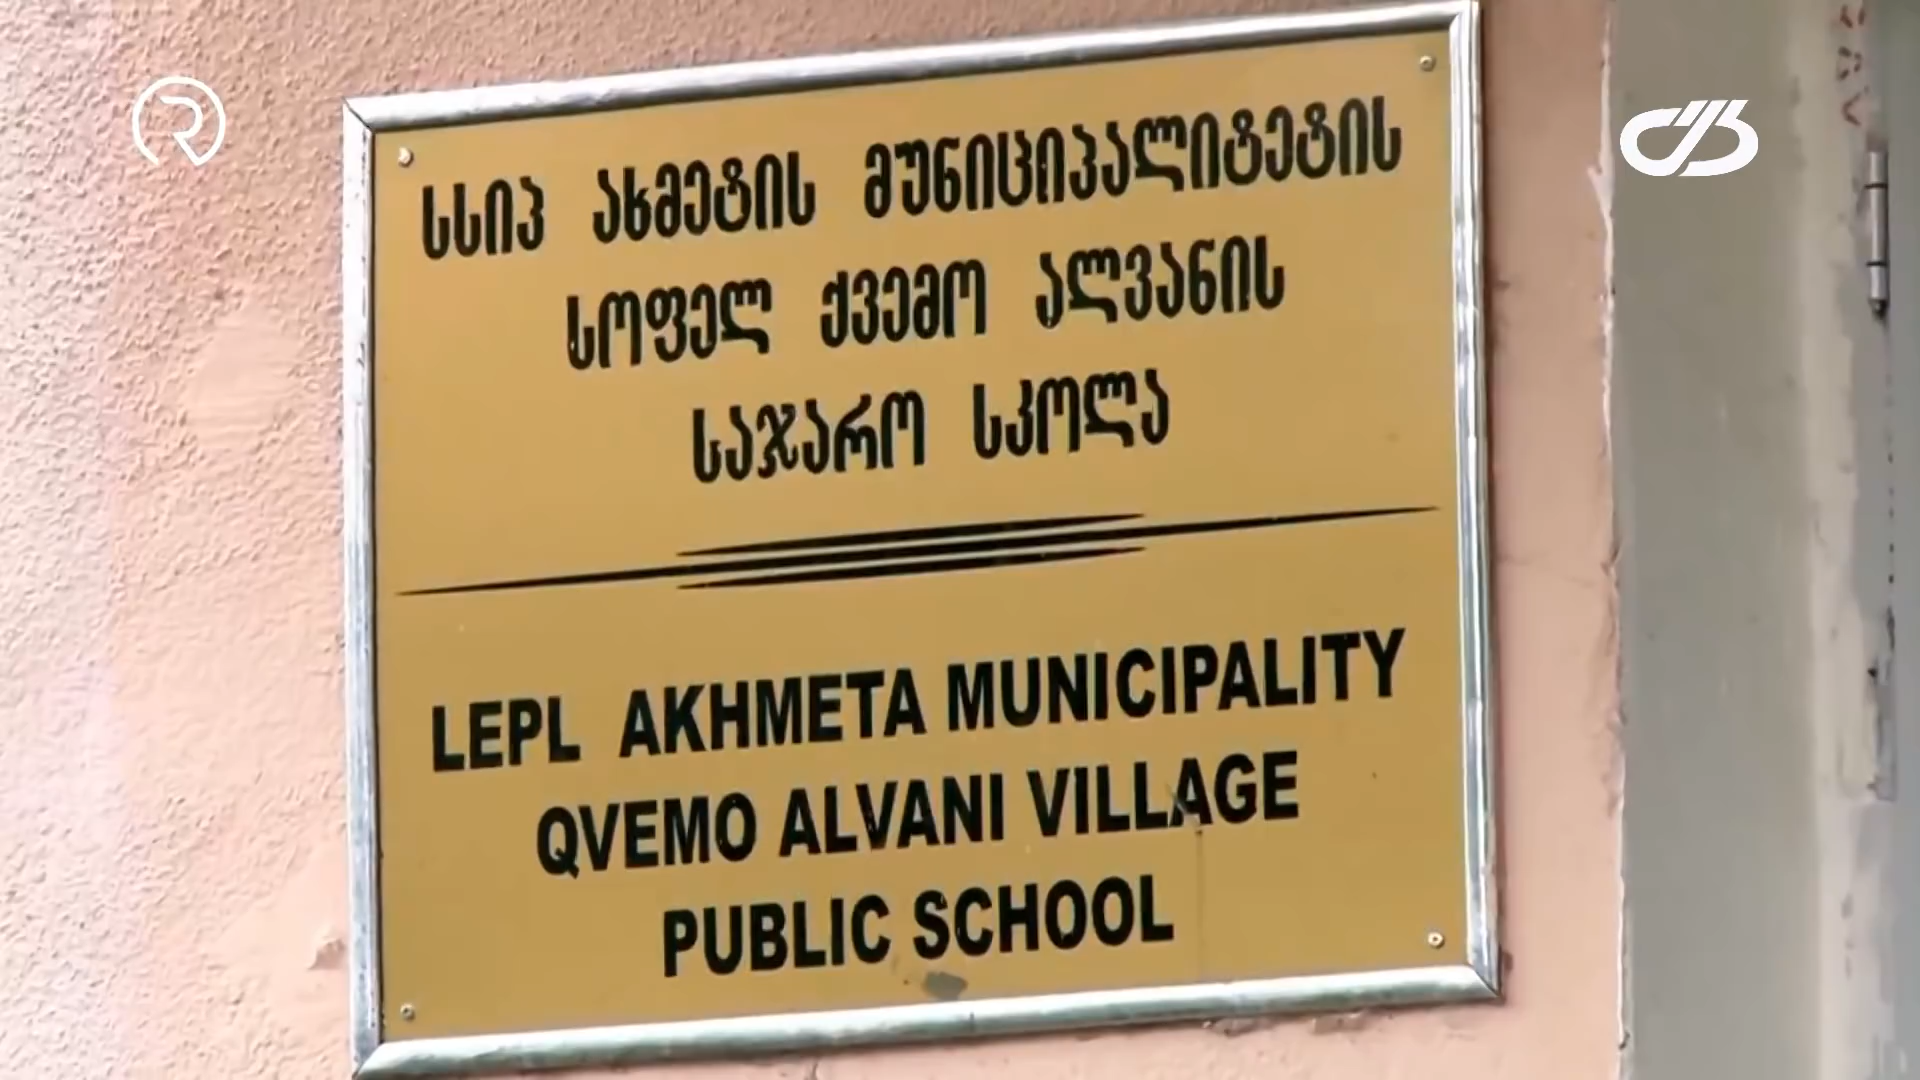 სსიპ ახმეტის მუნიციპალიტეტის
სოფელ ქვემო ალვანის
საჯარო სკოლა
LEPL AKHMETA MUNICIPALITY
QVEMO ALVANI VILLAGE
PUBLIC SCHOOL